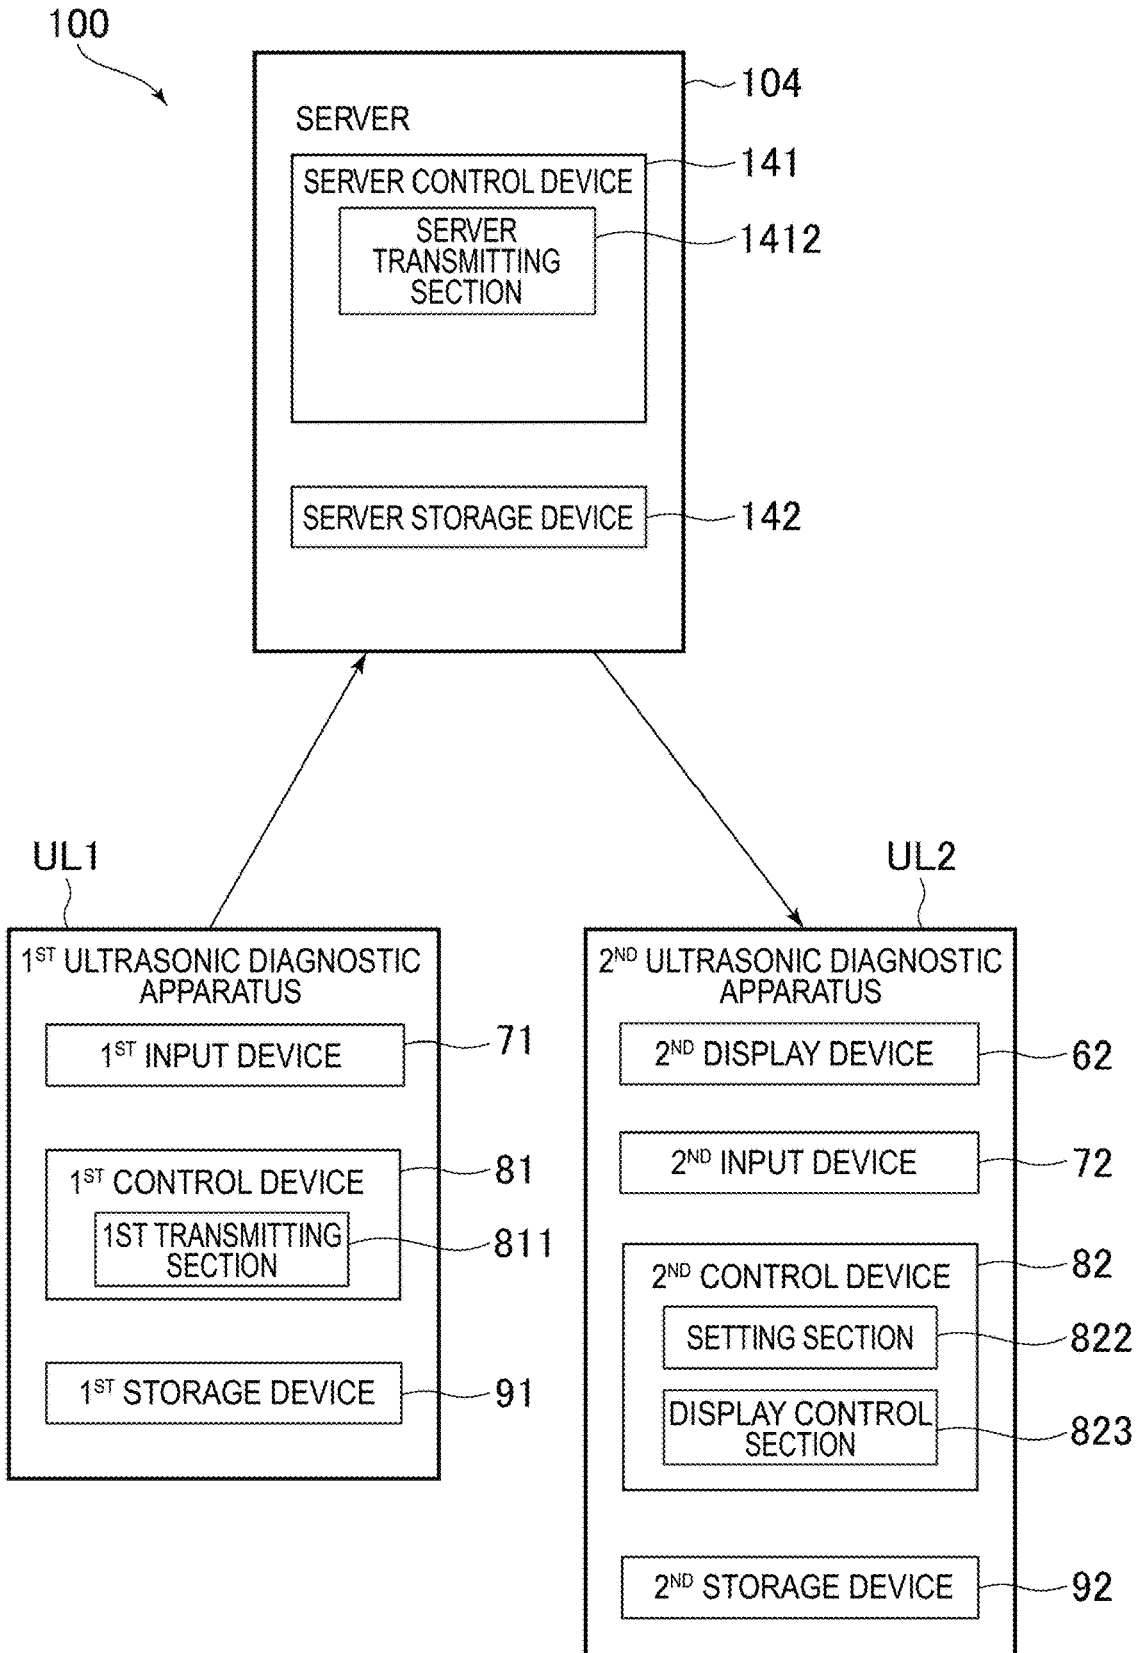 100
104
SERVER
141
SERVER CONTROL DEVICE
SERVER
TRANSMITTING
SECTION
1412
SERVER STORAGE DEVICE
142
UL1
1ST ULTRASONIC DIAGNOSTIC
APPARATUS
1ST INPUT DEVICE
71
1ST CONTROL DEVICE
81
1ST TRANSMITTING
SECTION
811
1ST STORAGE DEVICE
91
UL2
2ND ULTRASONIC DIAGNOSTIC
APPARATUS
2ND DISPLAY DEVICE
62
2ND INPUT DEVICE
72
2ND CONTROL DEVICE
82
SETTING SECTION
822
DISPLAY CONTROL
SECTION
823
2ND STORAGE DEVICE
92